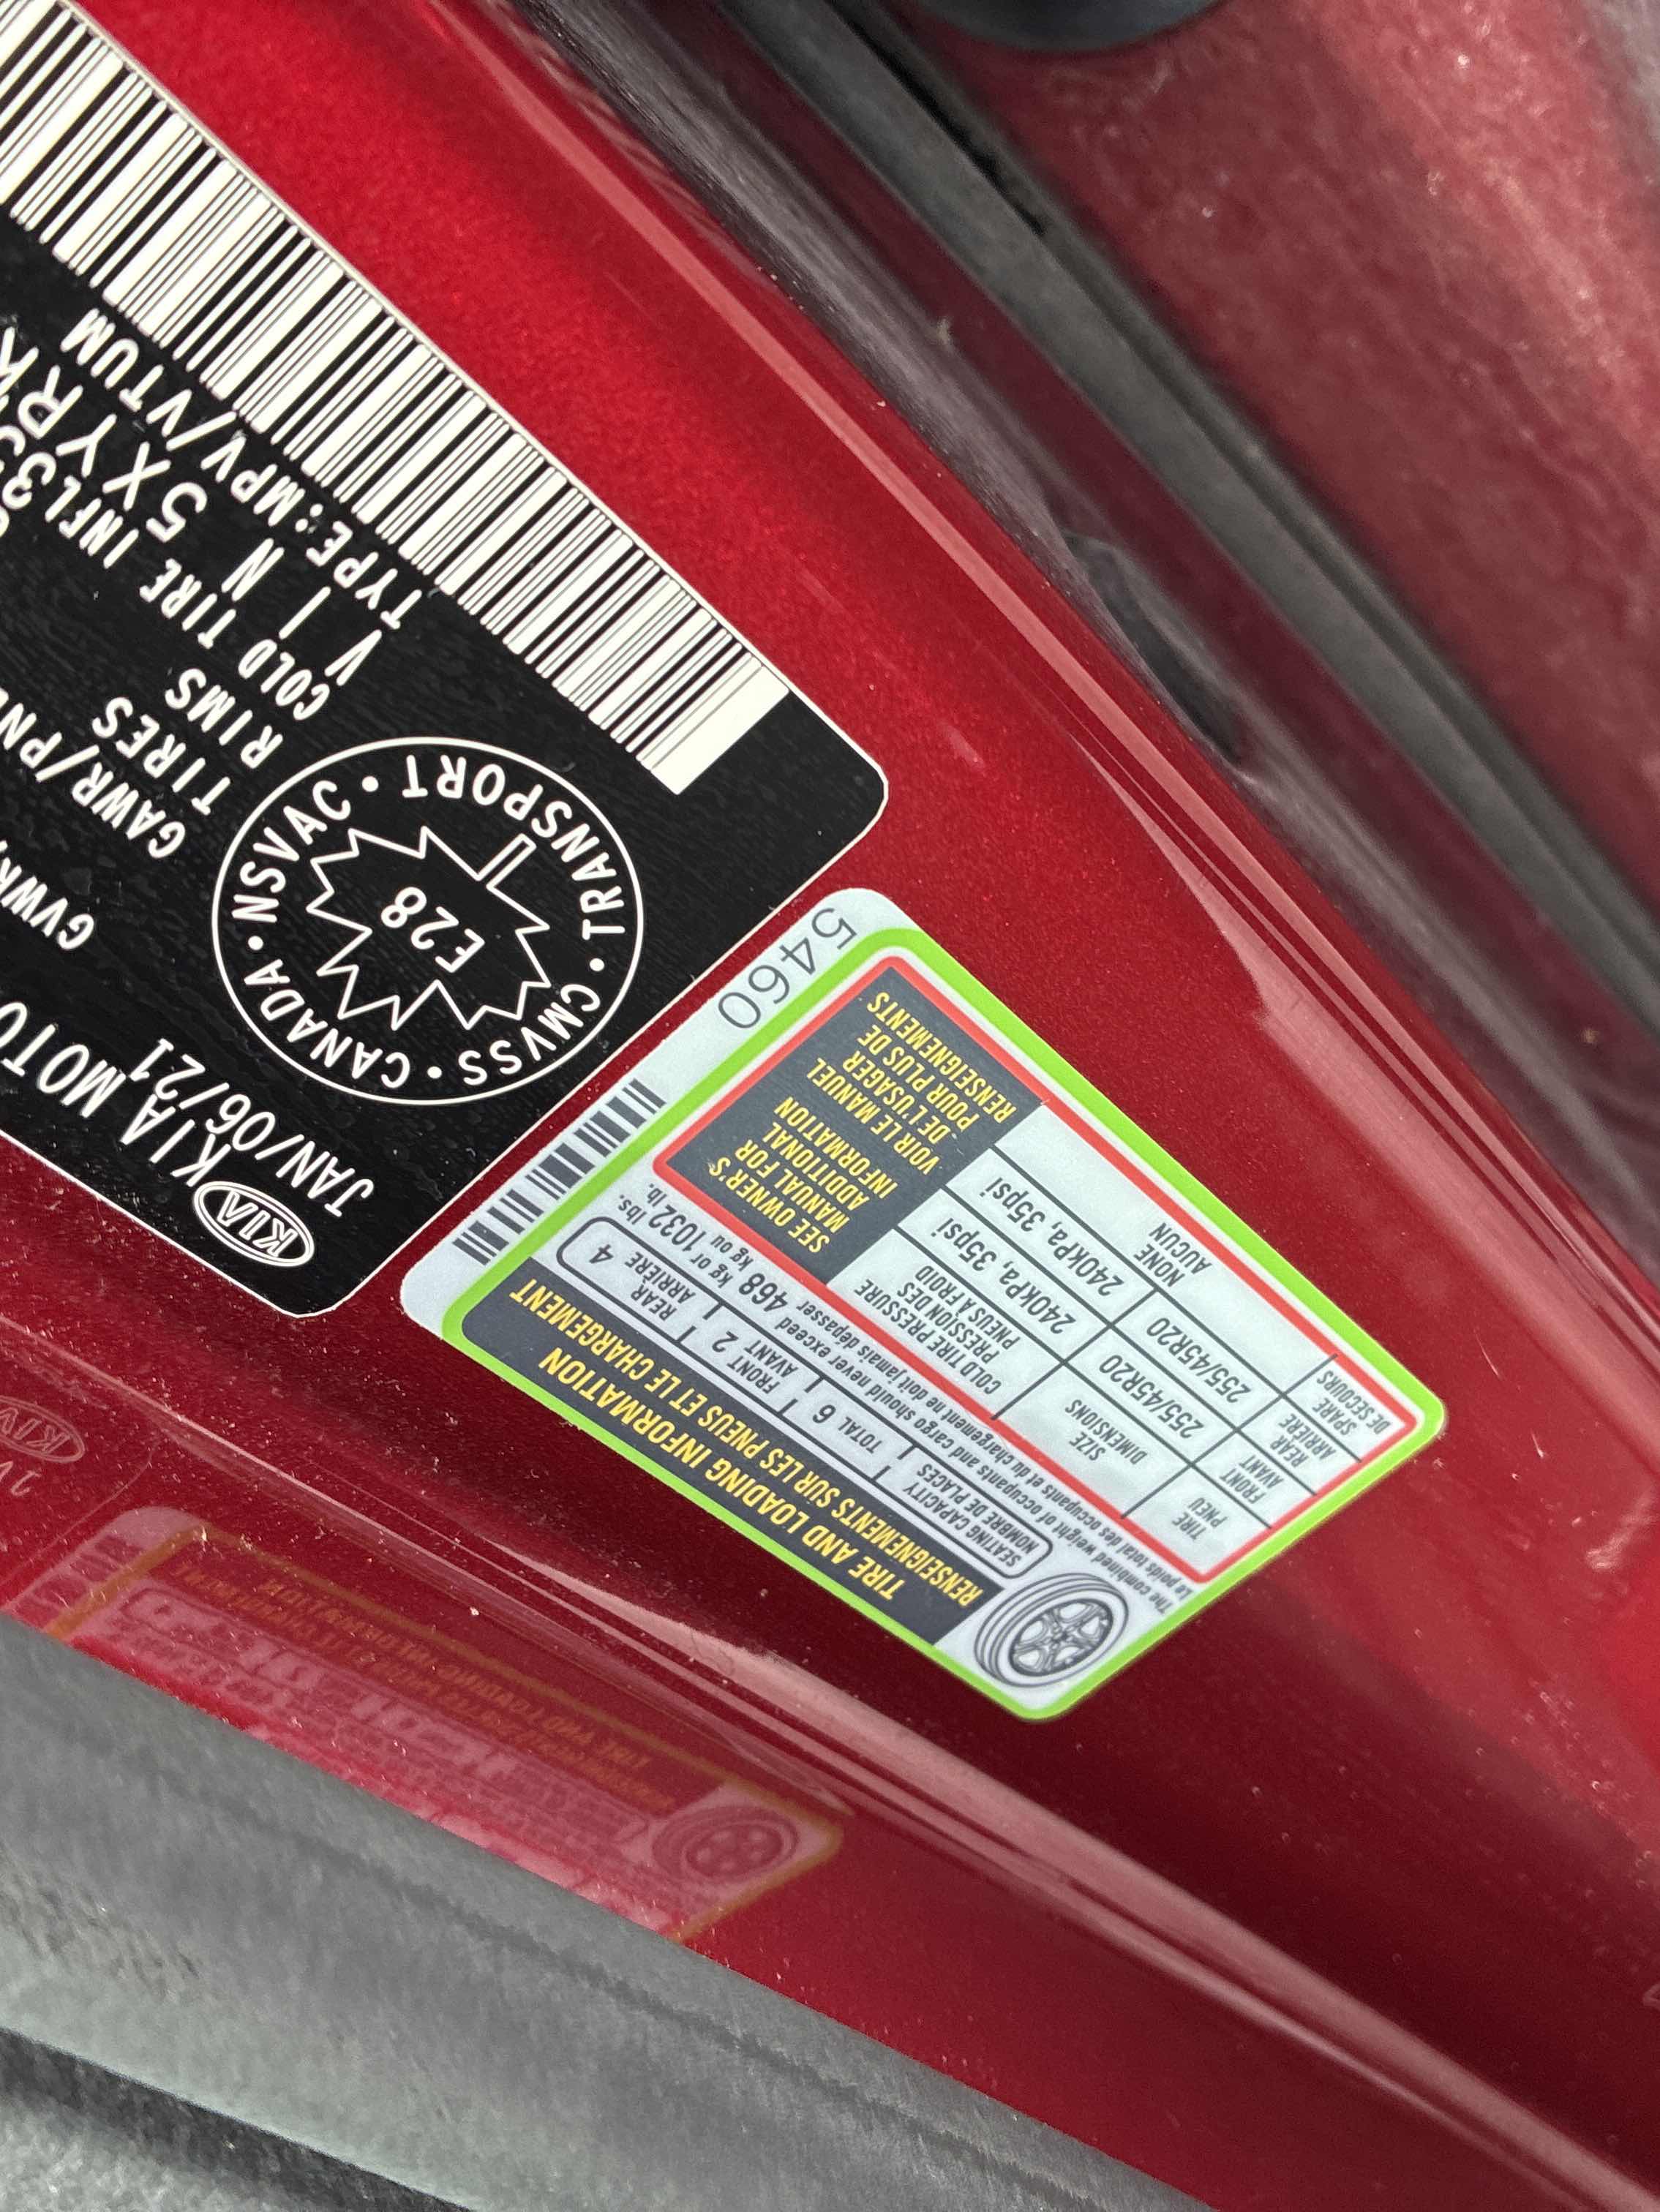 KIA KIA MOTO
JAN/06/21
GVWR/
GAWR/PN
TIRES
RIMS
COLD TIRE INFL
V I N 5XYRK
TYPE:MPV/VTUM
CANADA • NSVAC • TRANSPORT • TRANSPORT • CMVSS •
E28
TIRE AND LOADING INFORMATION
RENSEIGNEMENTS SUR LES PNEUS ET LE CHARGEMENT
SEATING CAPACITY
NOMBRE DE PLACES
TOTAL 6
FRONT
AVANT
2
REAR
ARRIÈRE
4
The combined weight of occupants and cargo should never exceed 468 kg or 1032 lbs.
Le poids total des occupants et du chargement ne doit jamais dépasser 468 kg ou 1032 lb.
TIRE
PNEU
SIZE
DIMENSIONS
COLD TIRE PRESSURE
PRESSION DES
PNEUS À FROID
FRONT
AVANT
255/45R20
240kPa, 35psi
REAR
ARRIÈRE
255/45R20
240kPa, 35psi
SPARE
DE SECOURS
NONE
AUCUN
SEE OWNER'S
MANUAL FOR
ADDITIONAL
INFORMATION
VOIR LE MANUEL
DE L'USAGER
POUR PLUS DE
RENSEIGNEMENTS
5460